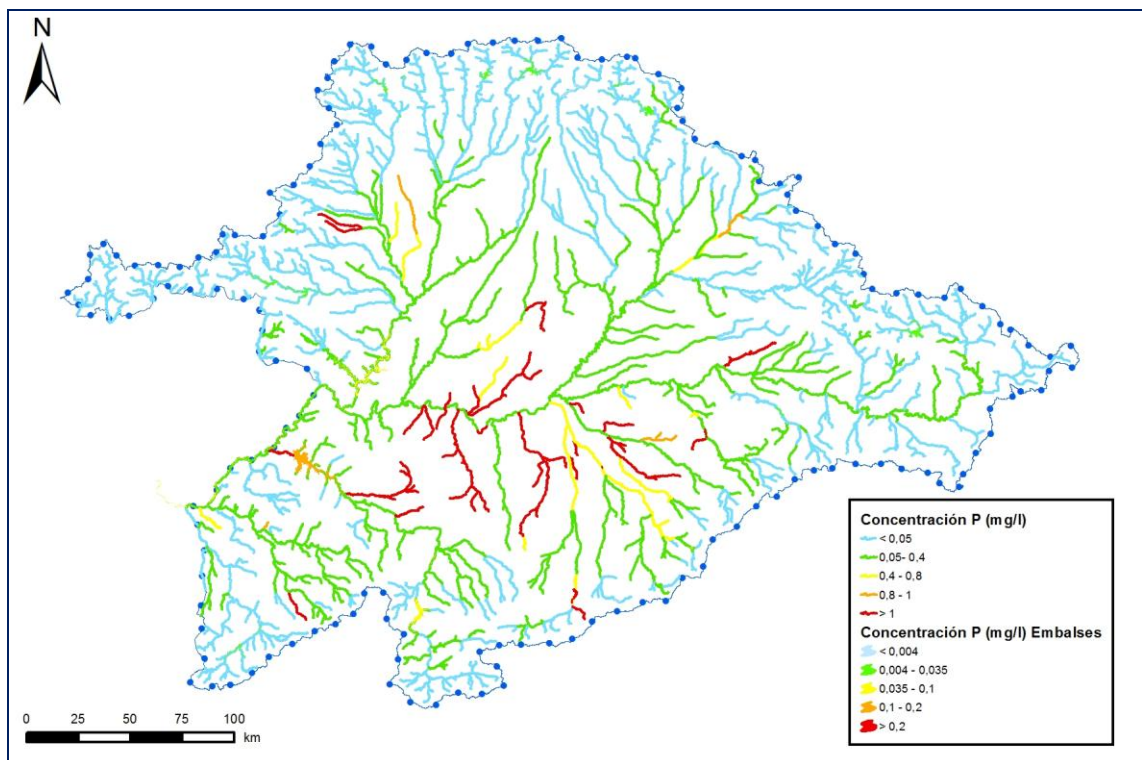 N
Concentración P (mg/l)
< 0,05
0,05- 0,4
0,4 - 0,8
0,8 - 1
> 1
Concentración P (mg/l) Embalses
< 0,004
0,004 - 0,035
0,035 - 0,1
0,1 - 0,2
> 0,2
0 25 50 75 100
km